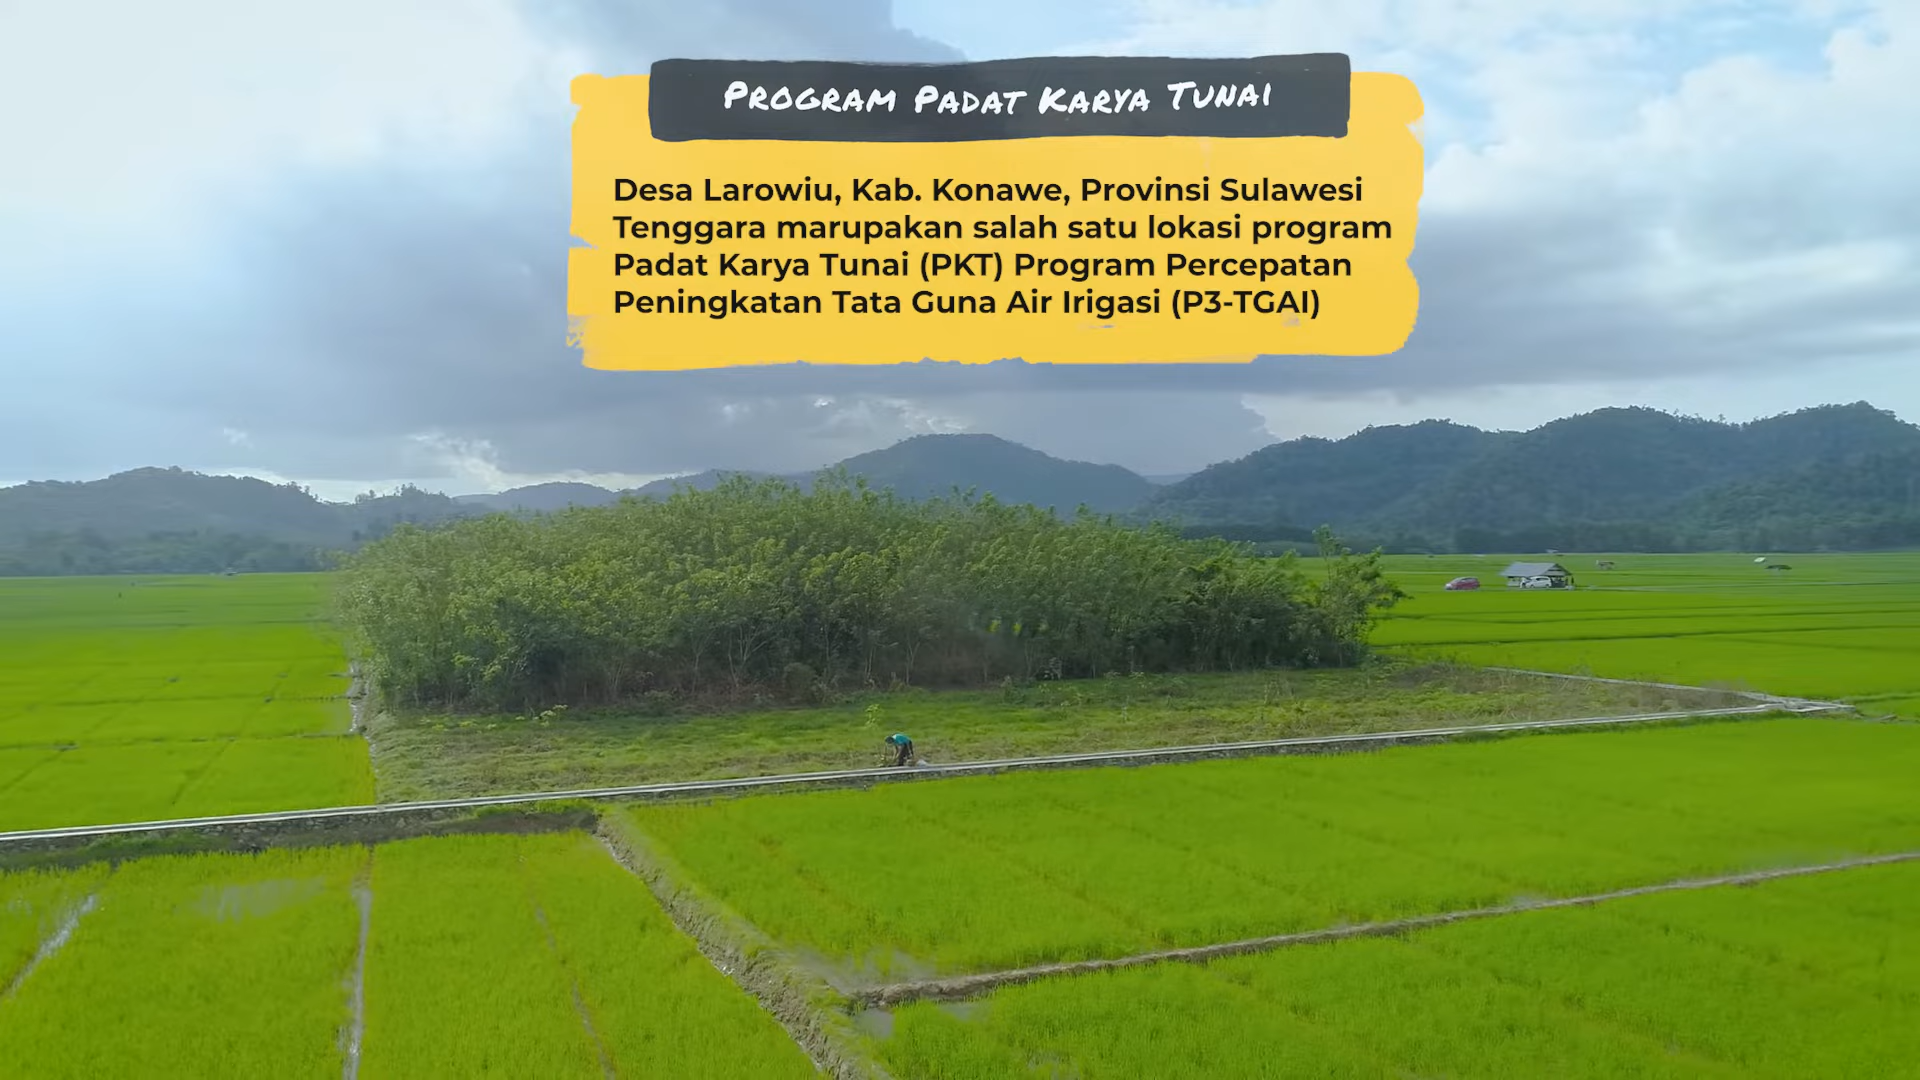 PROGRAM PADAT KARYA TUNAI
Desa Larowiu, Kab. Konawe, Provinsi Sulawesi
Tenggara marupakan salah satu lokasi program
Padat Karya Tunai (PKT) Program Percepatan
Peningkatan Tata Guna Air Irigasi (P3-TGAI)